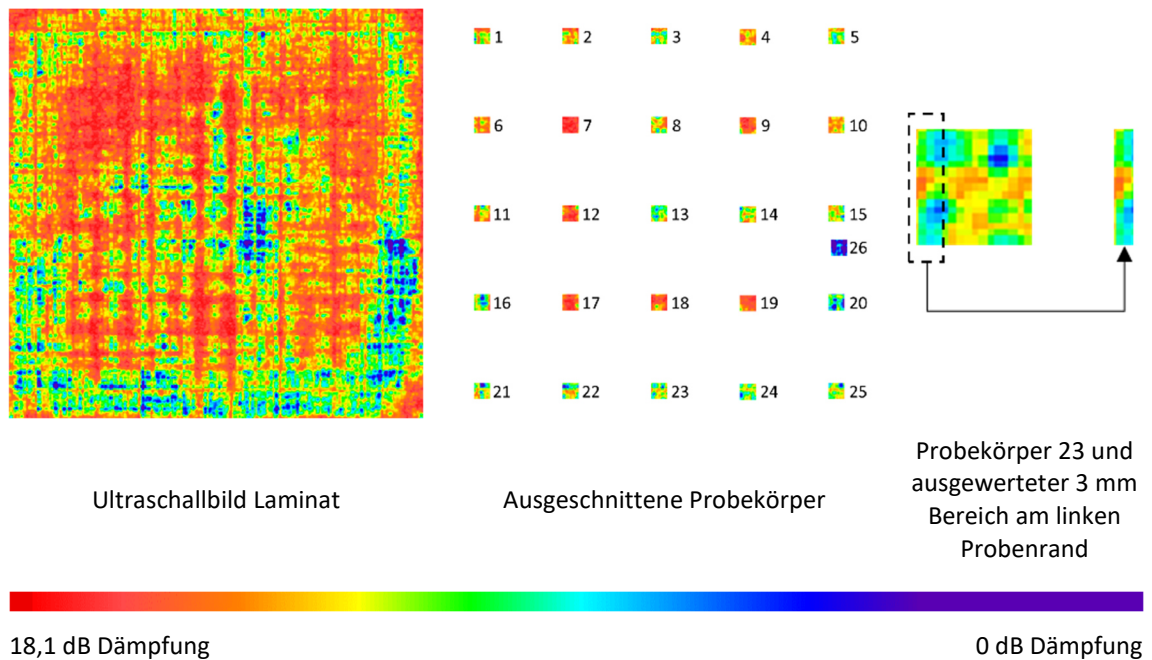 1 2 3 4 5
6 7 8 9 10
11 12 13 14 15
26
16 17 18 19 20
21 22 23 24 25
Ultraschallbild Laminat
Ausgeschnittene Probekörper
Probekörper 23 und
ausgewerteter 3 mm
Bereich am linken
Probenrand
18,1 dB Dämpfung
0 dB Dämpfung